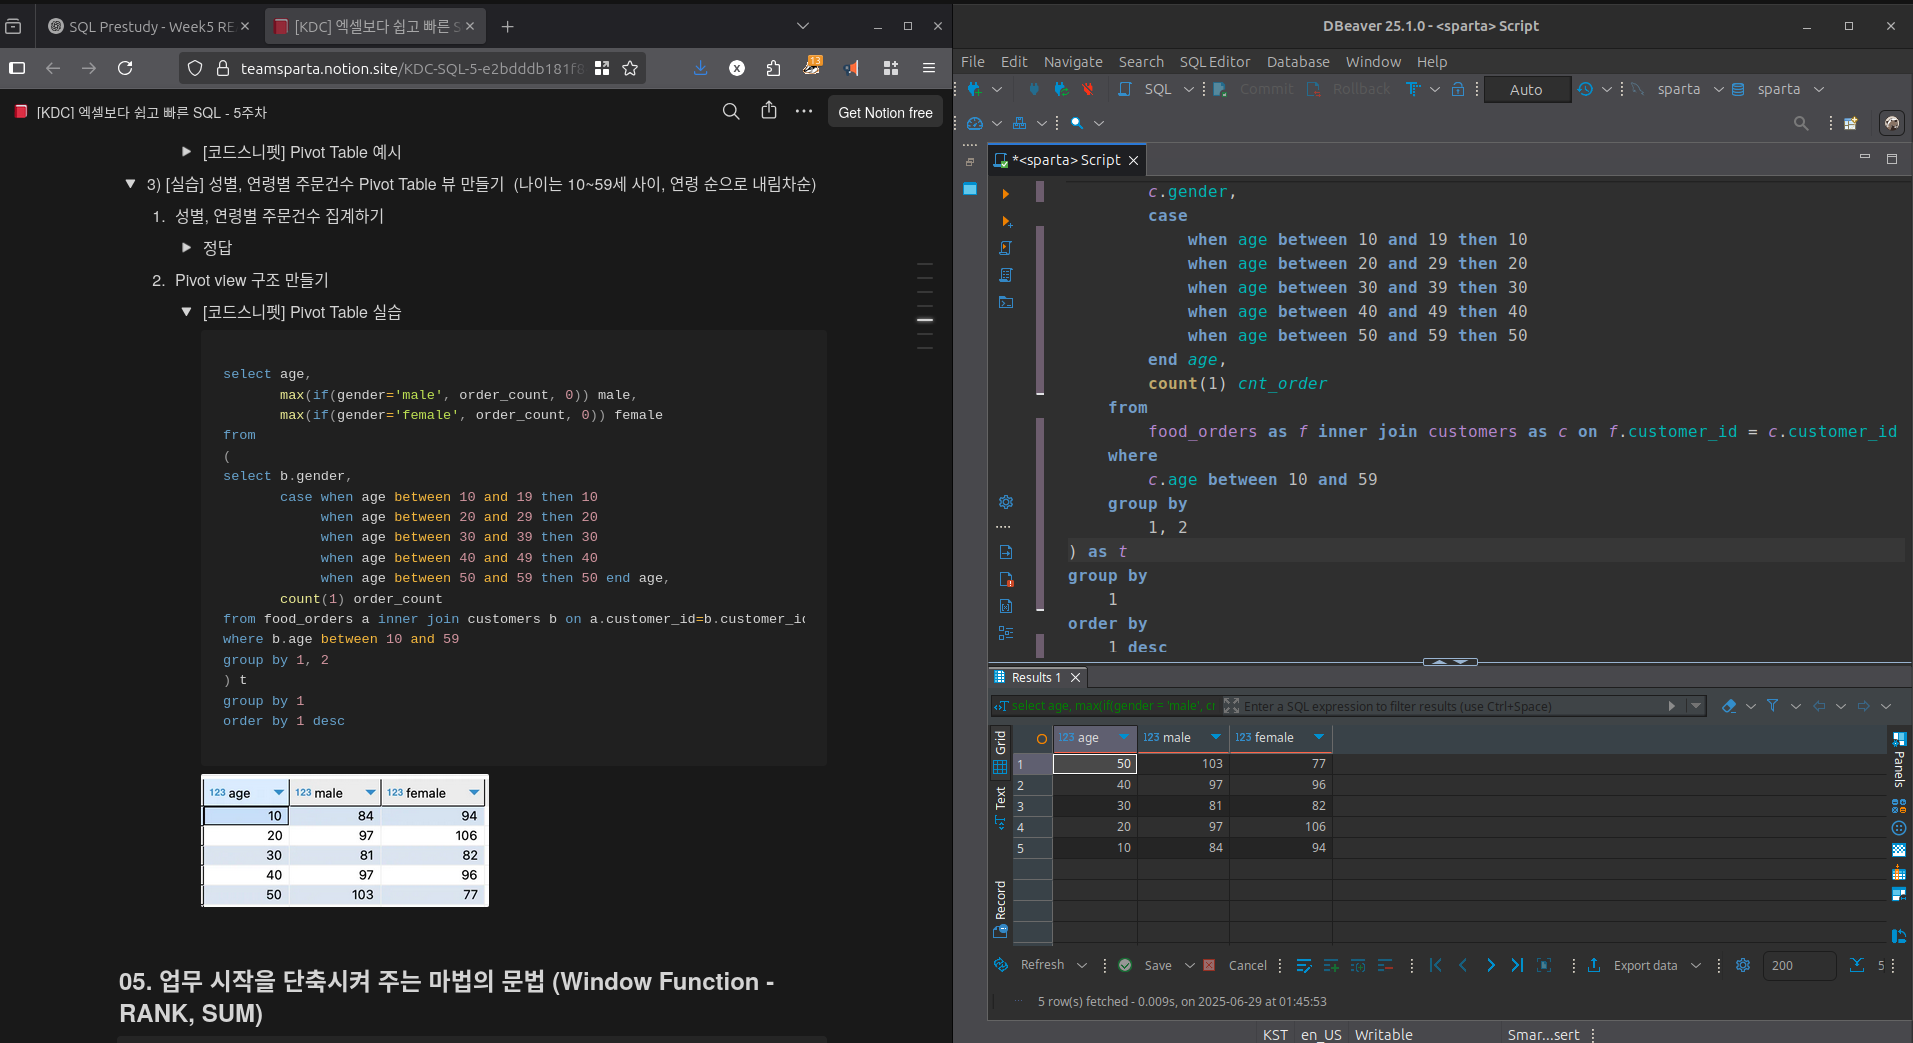 SQL Prestudy - Week5 RE
[KDC] 엑셀보다 쉽고 빠른 S
teamsparta.notion.site/KDC-SQL-5-e2bdddb181f8
13
[KDC] 엑셀보다 쉽고 빠른 SQL - 5주차
Get Notion free
[코드스니펫] Pivot Table 예시
3) [실습] 성별, 연령별 주문건수 Pivot Table 뷰 만들기 (나이는 10~59세 사이, 연령 순으로 내림차순)
1. 성별, 연령별 주문건수 집계하기
정답
2. Pivot view 구조 만들기
[코드스니펫] Pivot Table 실습
select age,
max(if(gender='male', order_count, 0)) male,
max(if(gender='female', order_count, 0)) female
from
(
select b.gender,
case when age between 10 and 19 then 10
when age between 20 and 29 then 20
when age between 30 and 39 then 30
when age between 40 and 49 then 40
when age between 50 and 59 then 50 end age,
count(1) order_count
from food_orders a inner join customers b on a.customer_id=b.customer_id
where b.age between 10 and 59
group by 1, 2
) t
group by 1
order by 1 desc
123 age 123 male 123 female
10 84 94
20 97 106
30 81 82
40 97 96
50 103 77
05. 업무 시작을 단축시켜 주는 마법의 문법 (Window Function -
RANK, SUM)
DBeaver 25.1.0 - <sparta> Script
File Edit Navigate Search SQL Editor Database Window Help
SQL Commit Rollback Auto sparta sparta
*<sparta> Script
c.gender,
case
when age between 10 and 19 then 10
when age between 20 and 29 then 20
when age between 30 and 39 then 30
when age between 40 and 49 then 40
when age between 50 and 59 then 50
end age,
count(1) cnt_order
from
food_orders as f inner join customers as c on f.customer_id = c.customer_id
where
c.age between 10 and 59
group by
1, 2
) as t
group by
1
order by
1 desc
Results 1
select age, max(if(gender = 'male', cr Enter a SQL expression to filter results (use Ctrl+Space)
Grid
Text
Record
Panels
123 age 123 male 123 female
1 50 103 77
2 40 97 96
3 30 81 82
4 20 97 106
5 10 84 94
Refresh Save Cancel Export data 200 5
5 row(s) fetched - 0.009s, on 2025-06-29 at 01:45:53
KST en_US Writable Smar...sert